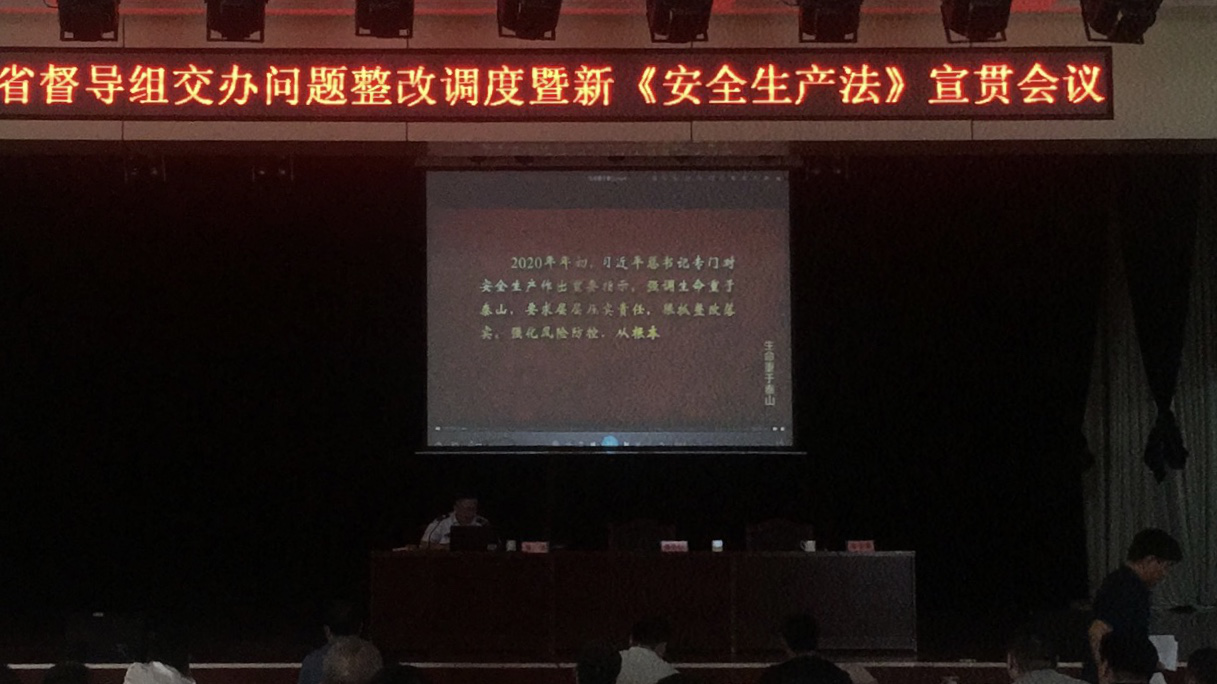 省督导组交办问题整改调度暨新《安全生产法》宣贯会议
2020年年初，习近平总书记专门对
安全生产作出重要指示，强调生命重于
泰山，要求层层压实责任，狠抓整改落
实，强化风险防控，从根本
生命重于泰山